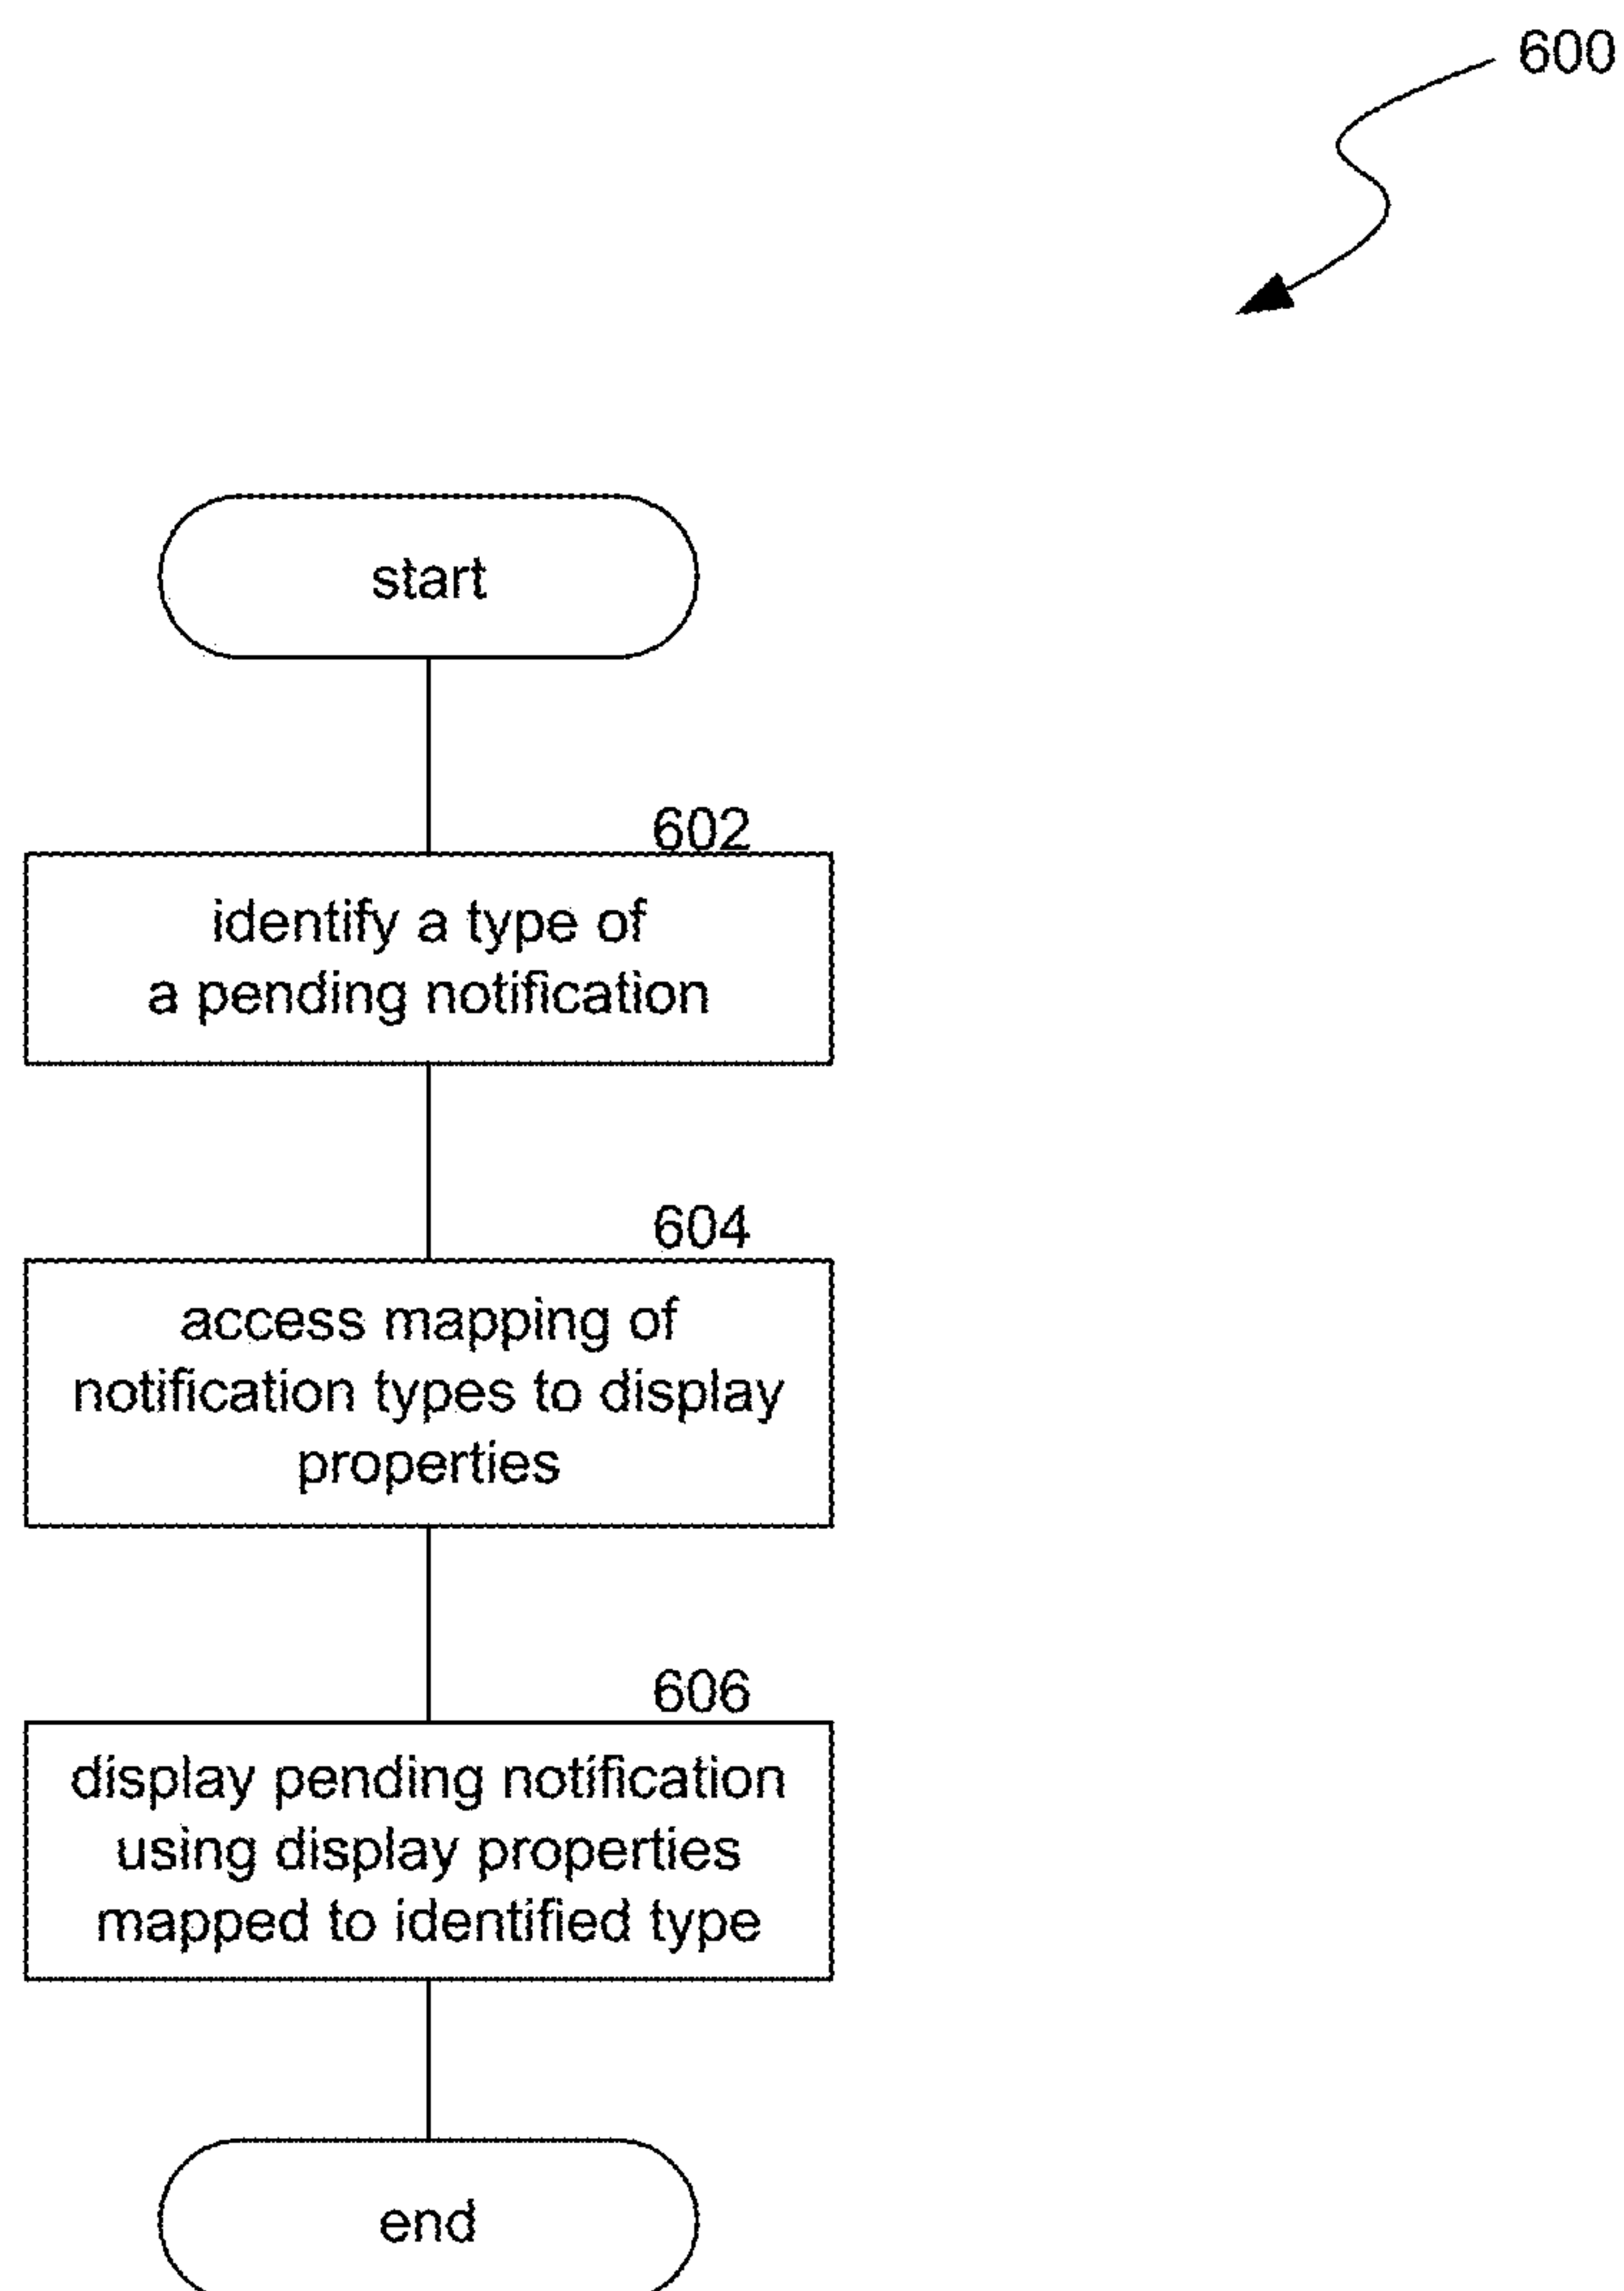 600
start
602
identify a type of
a pending notification
604
access mapping of
notification types to display
properties
606
display pending notification
using display properties
mapped to identified type
end